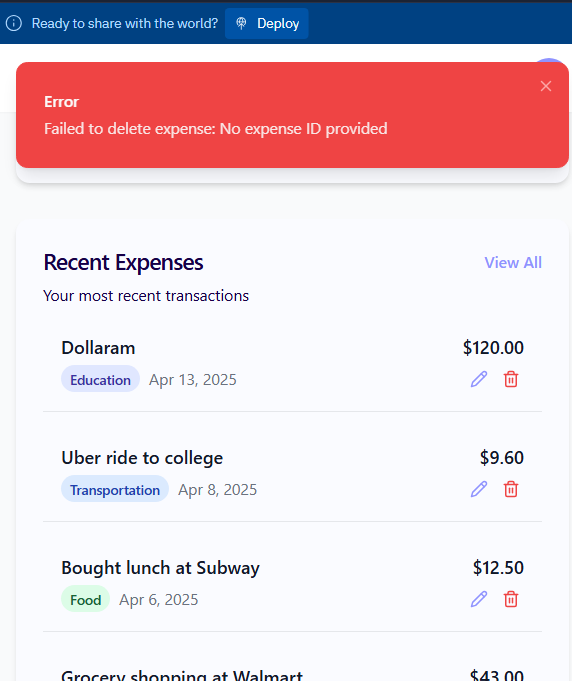 Ready to share with the world? Deploy
Error
Failed to delete expense: No expense ID provided
Recent Expenses View All
Your most recent transactions
Dollaram $120.00
Education Apr 13, 2025
Uber ride to college $9.60
Transportation Apr 8, 2025
Bought lunch at Subway $12.50
Food Apr 6, 2025
Grocery shopping at Walmart $43.00